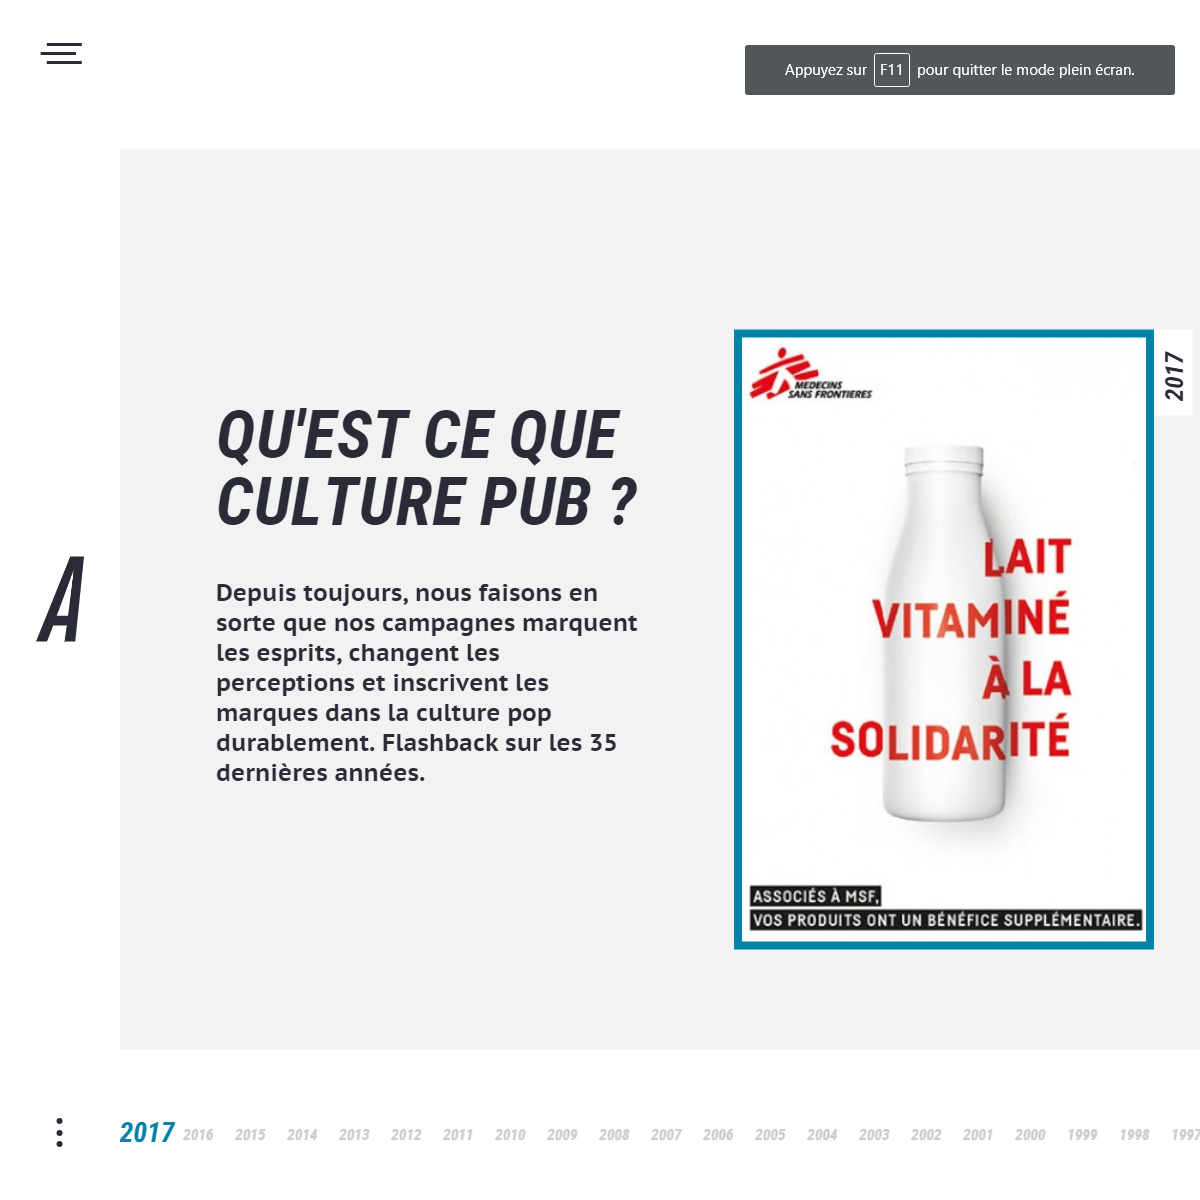 Appuyez sur F11 pour quitter le mode plein écran.
QU'EST CE QUE
CULTURE PUB ?
Depuis toujours, nous faisons en
sorte que nos campagnes marquent
les esprits, changent les
perceptions et inscrivent les
marques dans la culture pop
durablement. Flashback sur les 35
dernières années.
A
MEDECINS
SANS FRONTIERES
LAIT
VITAMINÉ
À LA
SOLIDARITÉ
ASSOCIÉS À MSF,
VOS PRODUITS ONT UN BÉNÉFICE SUPPLÉMENTAIRE.
2017
2017 2016 2015 2014 2013 2012 2011 2010 2009 2008 2007 2006 2005 2004 2003 2002 2001 2000 1999 1998 1997